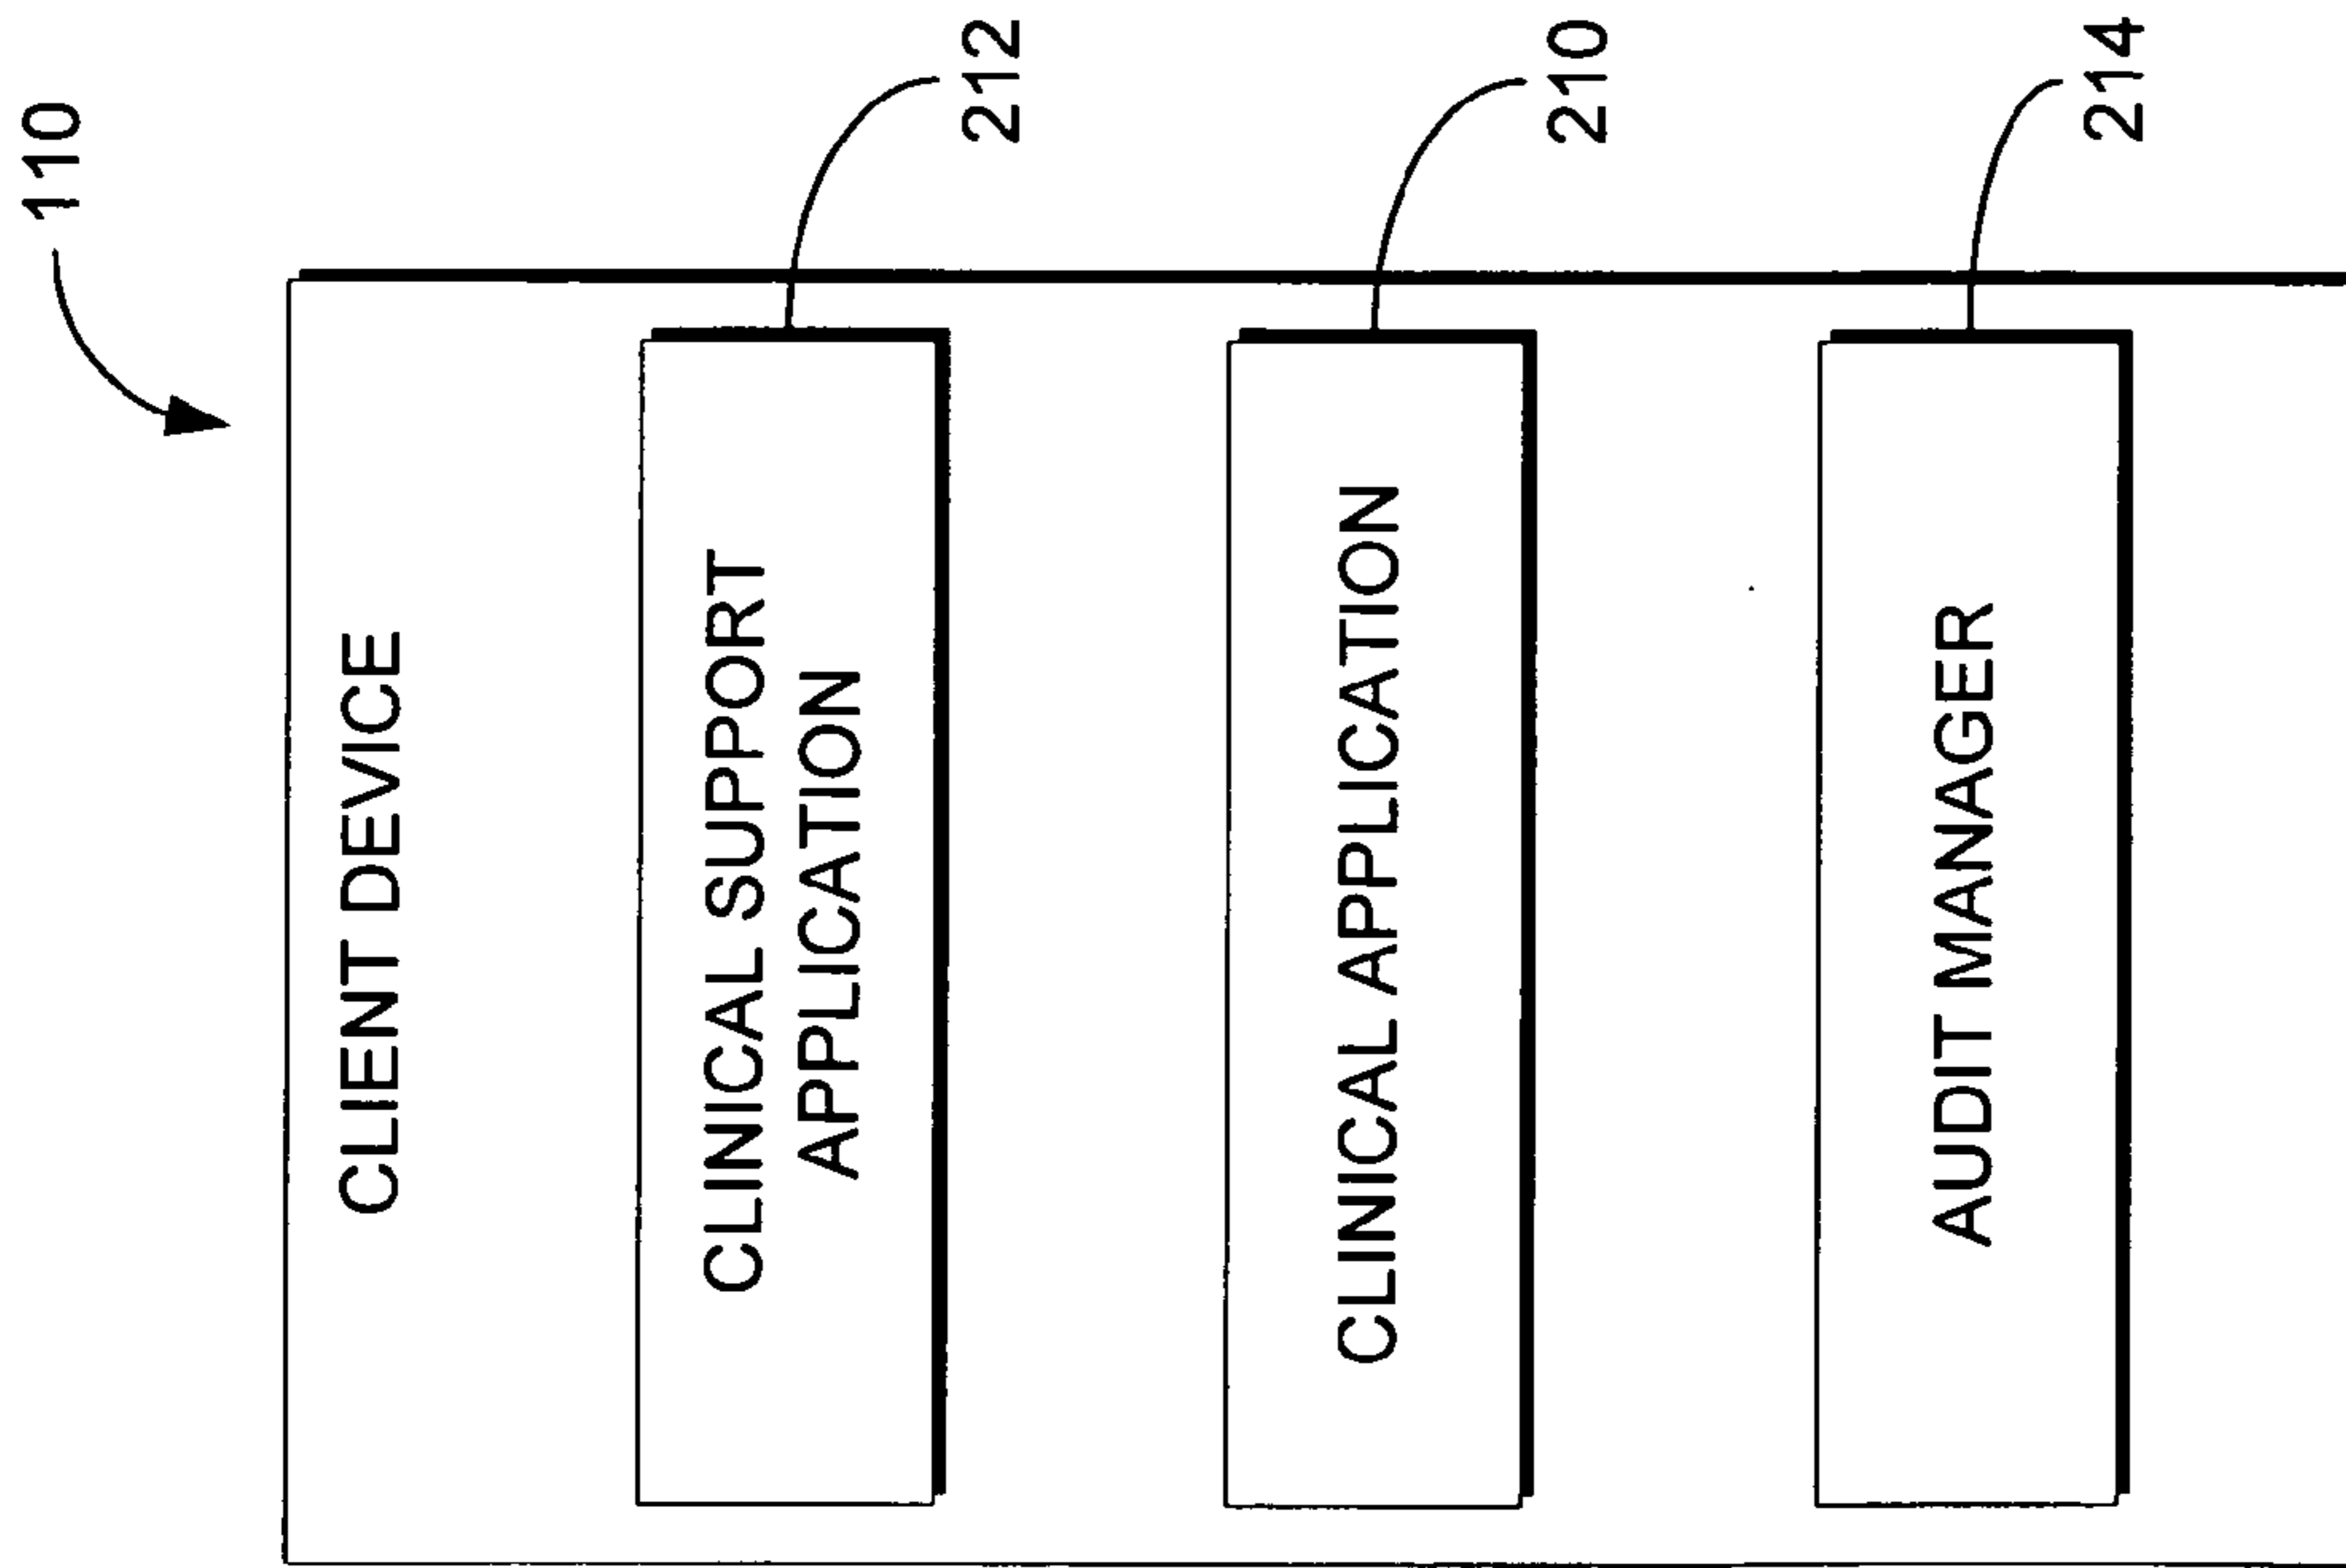 110
CLIENT DEVICE
CLINICAL SUPPORT
APPLICATION
212
CLINICAL APPLICATION
210
AUDIT MANAGER
214